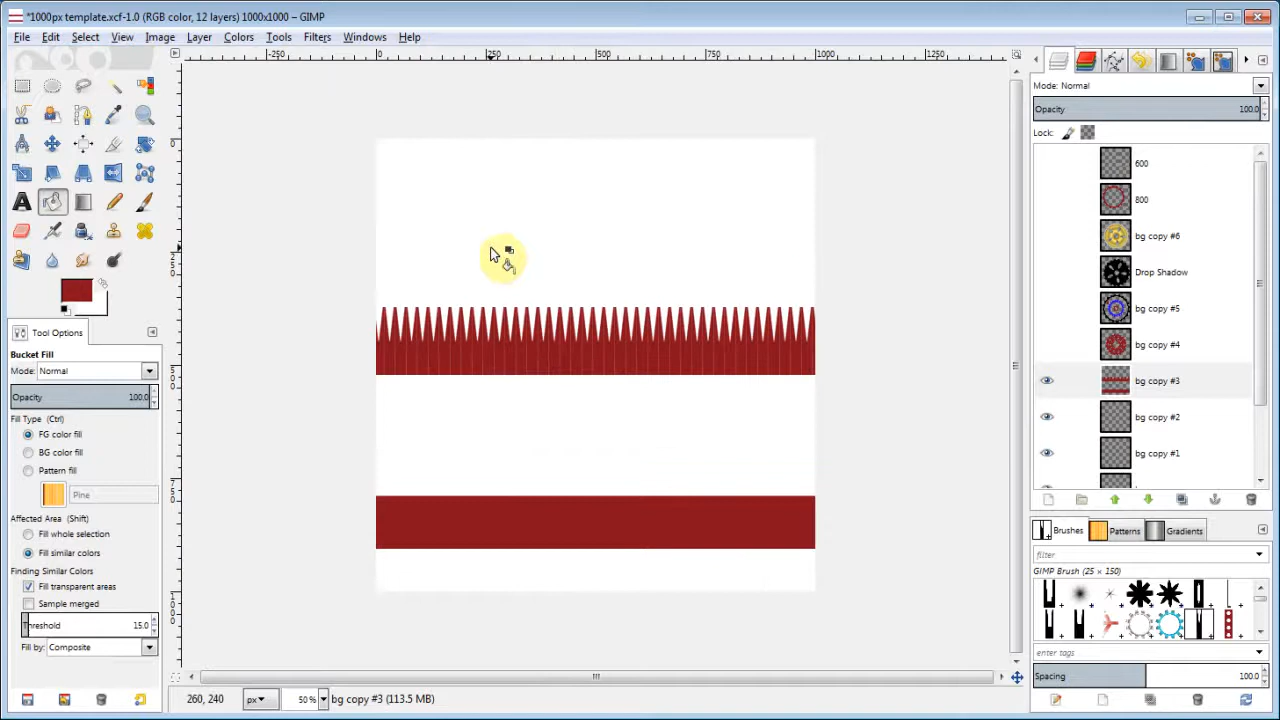 *1000px template.xcf-1.0 (RGB color, 12 layers) 1000x1000 – GIMP
File Edit Select View Image Layer Colors Tools Filters Windows Help
-250 0 250 500 750 1000 1250
0
250
500
750
1000
Tool Options
Bucket Fill
Mode: Normal
Opacity 100.0
Fill Type (Ctrl)
FG color fill
BG color fill
Pattern fill
Pine
Affected Area (Shift)
Fill whole selection
Fill similar colors
Finding Similar Colors
Fill transparent areas
Sample merged
Threshold 15.0
Fill by: Composite
260, 240 px 50% bg copy #3 (113.5 MB)
Mode: Normal
Opacity 100.0
Lock:
600
800
bg copy #6
Drop Shadow
bg copy #5
bg copy #4
bg copy #3
bg copy #2
bg copy #1
Brushes Patterns Gradients
filter
GIMP Brush (25 × 150)
enter tags
Spacing 100.0